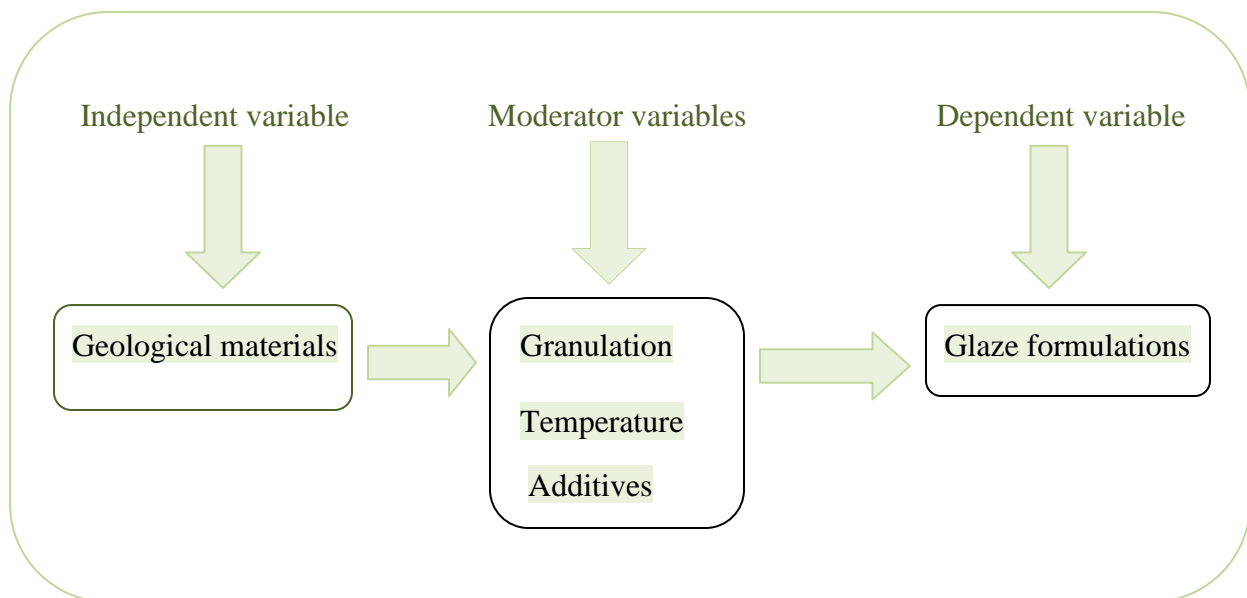 Independent variable
Moderator variables
Dependent variable
Geological materials
Granulation
Temperature
Additives
Glaze formulations